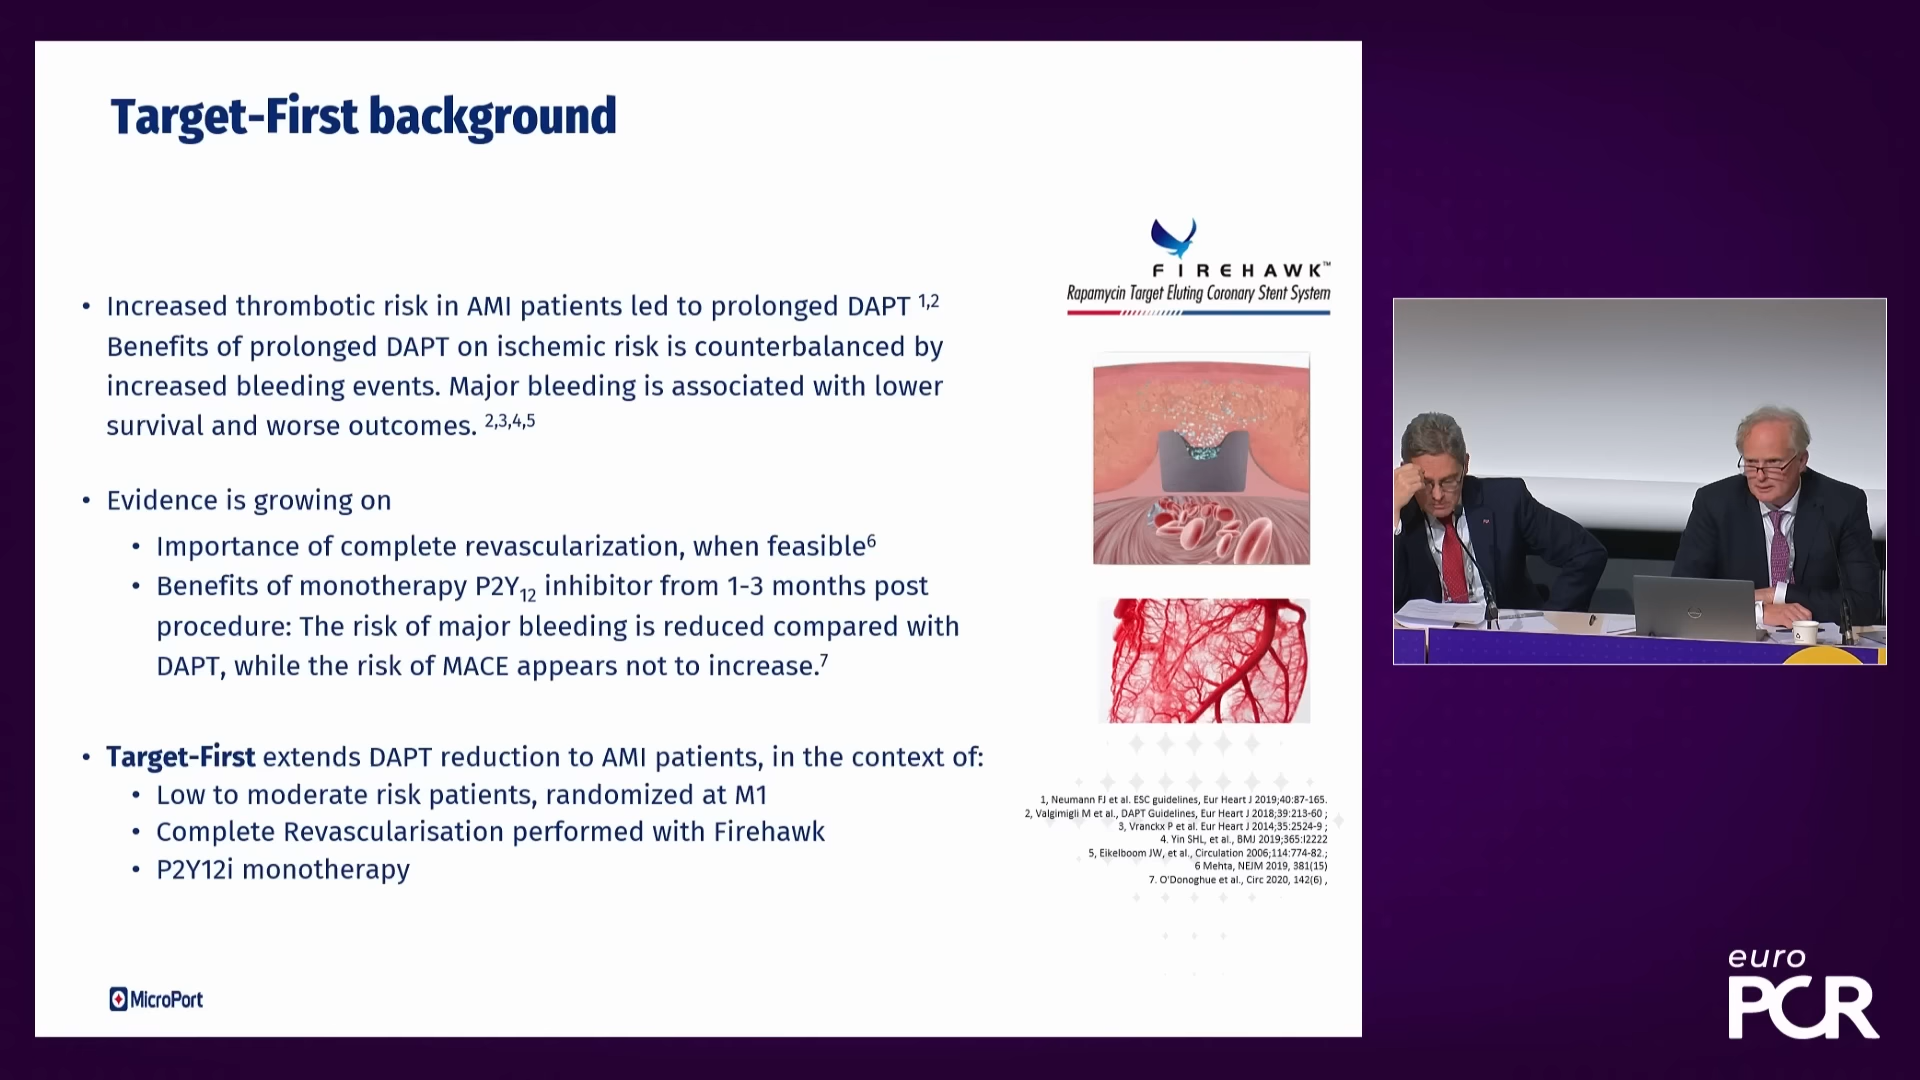 Target-First background
FIREHAWK™
Rapamycin Target Eluting Coronary Stent System
• Increased thrombotic risk in AMI patients led to prolonged DAPT 1,2
Benefits of prolonged DAPT on ischemic risk is counterbalanced by
increased bleeding events. Major bleeding is associated with lower
survival and worse outcomes. 2,3,4,5
• Evidence is growing on
• Importance of complete revascularization, when feasible6
• Benefits of monotherapy P2Y12 inhibitor from 1-3 months post
procedure: The risk of major bleeding is reduced compared with
DAPT, while the risk of MACE appears not to increase.7
• Target-First extends DAPT reduction to AMI patients, in the context of:
• Low to moderate risk patients, randomized at M1
• Complete Revascularisation performed with Firehawk
• P2Y12i monotherapy
1, Neumann FJ et al. ESC guidelines, Eur Heart J 2019;40:87-165.
2, Valgimigli M et al., DAPT Guidelines, Eur Heart J 2018;39:213-60 ;
3, Vranckx P et al. Eur Heart J 2014;35:2524-9 ;
4. Yin SHL, et al., BMJ 2019;365:l2222
5, Eikelboom JW, et al., Circulation 2006;114:774-82.;
6 Mehta, NEJM 2019, 381(15)
7. O'Donoghue et al., Circ 2020, 142(6) ,
MicroPort
euro
PCR